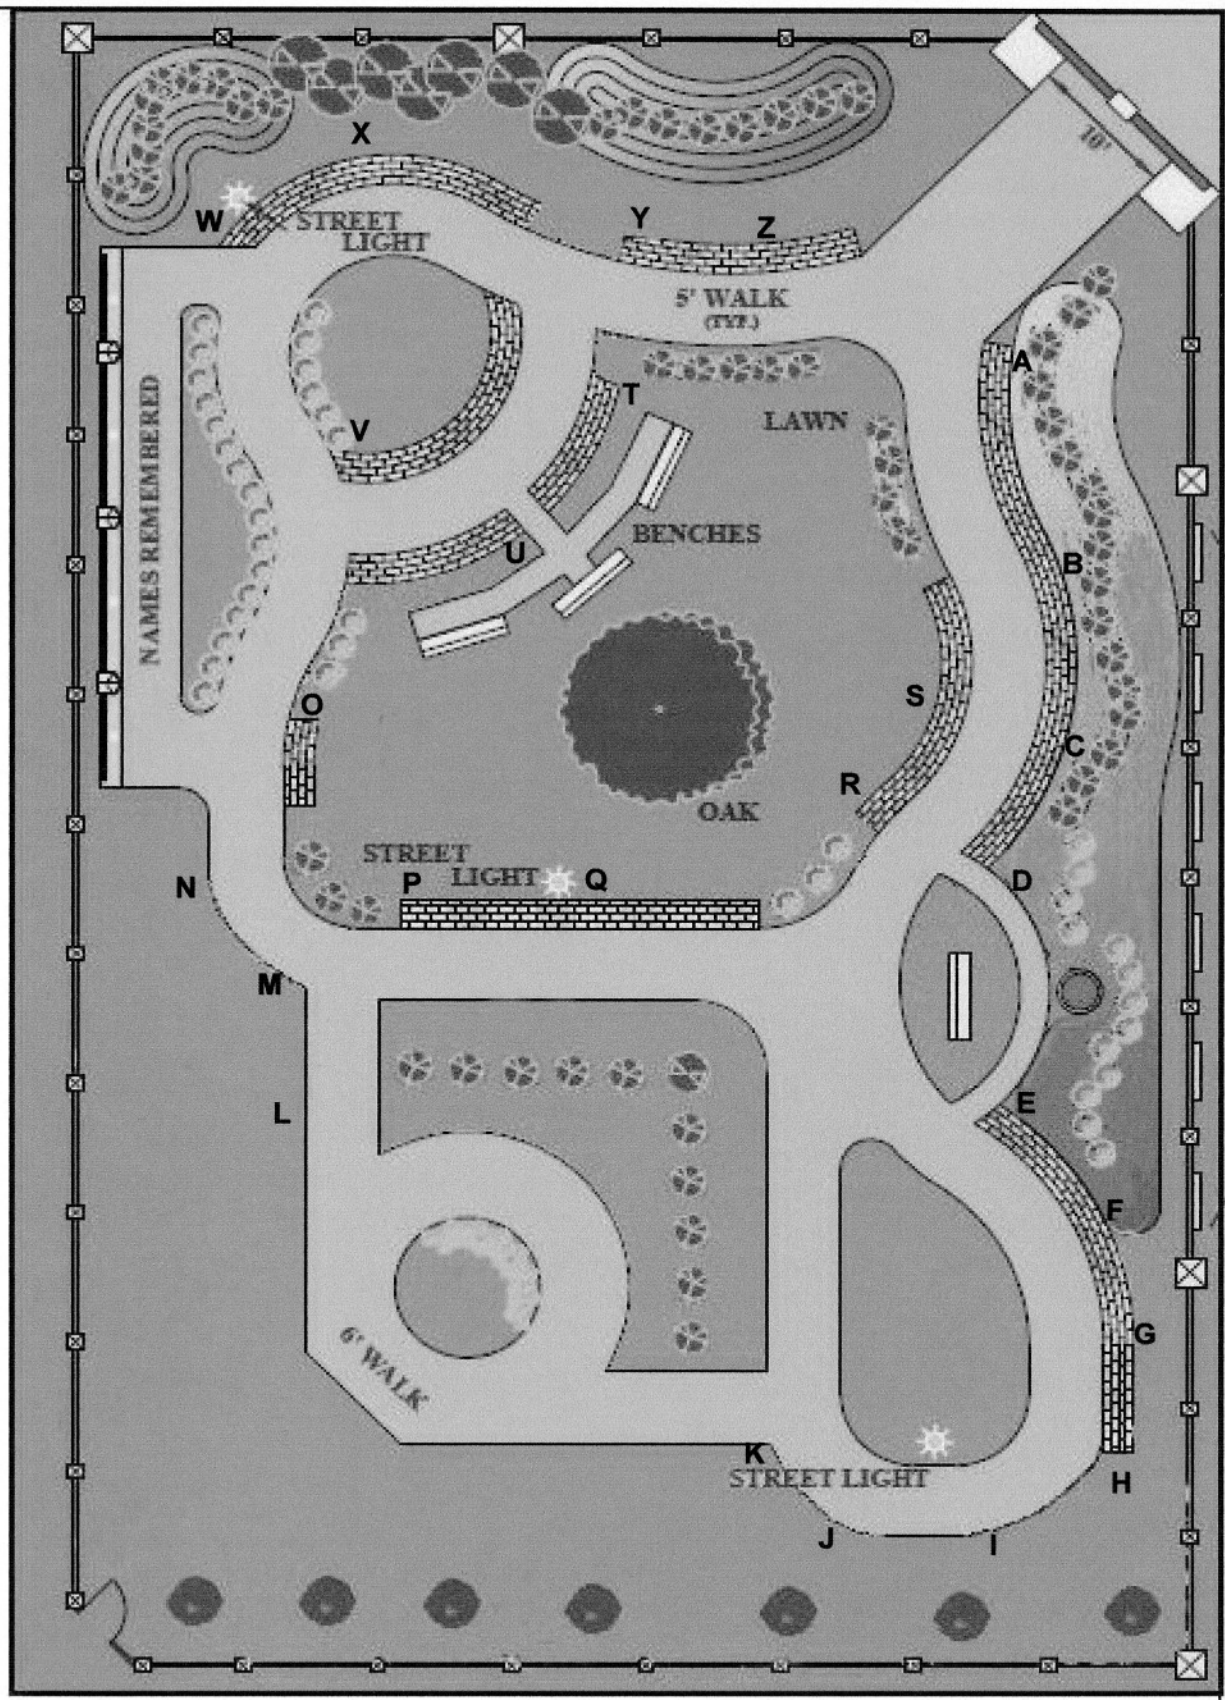 X
10'
W
STREET
LIGHT
Y
Z
5' WALK
(TYP.)
A
T
NAMES REMEMBERED
V
LAWN
BENCHES
U
B
O
S
C
R
OAK
STREET
LIGHT
P
Q
D
N
M
L
E
F
G
6' WALK
K
STREET LIGHT
H
J
I